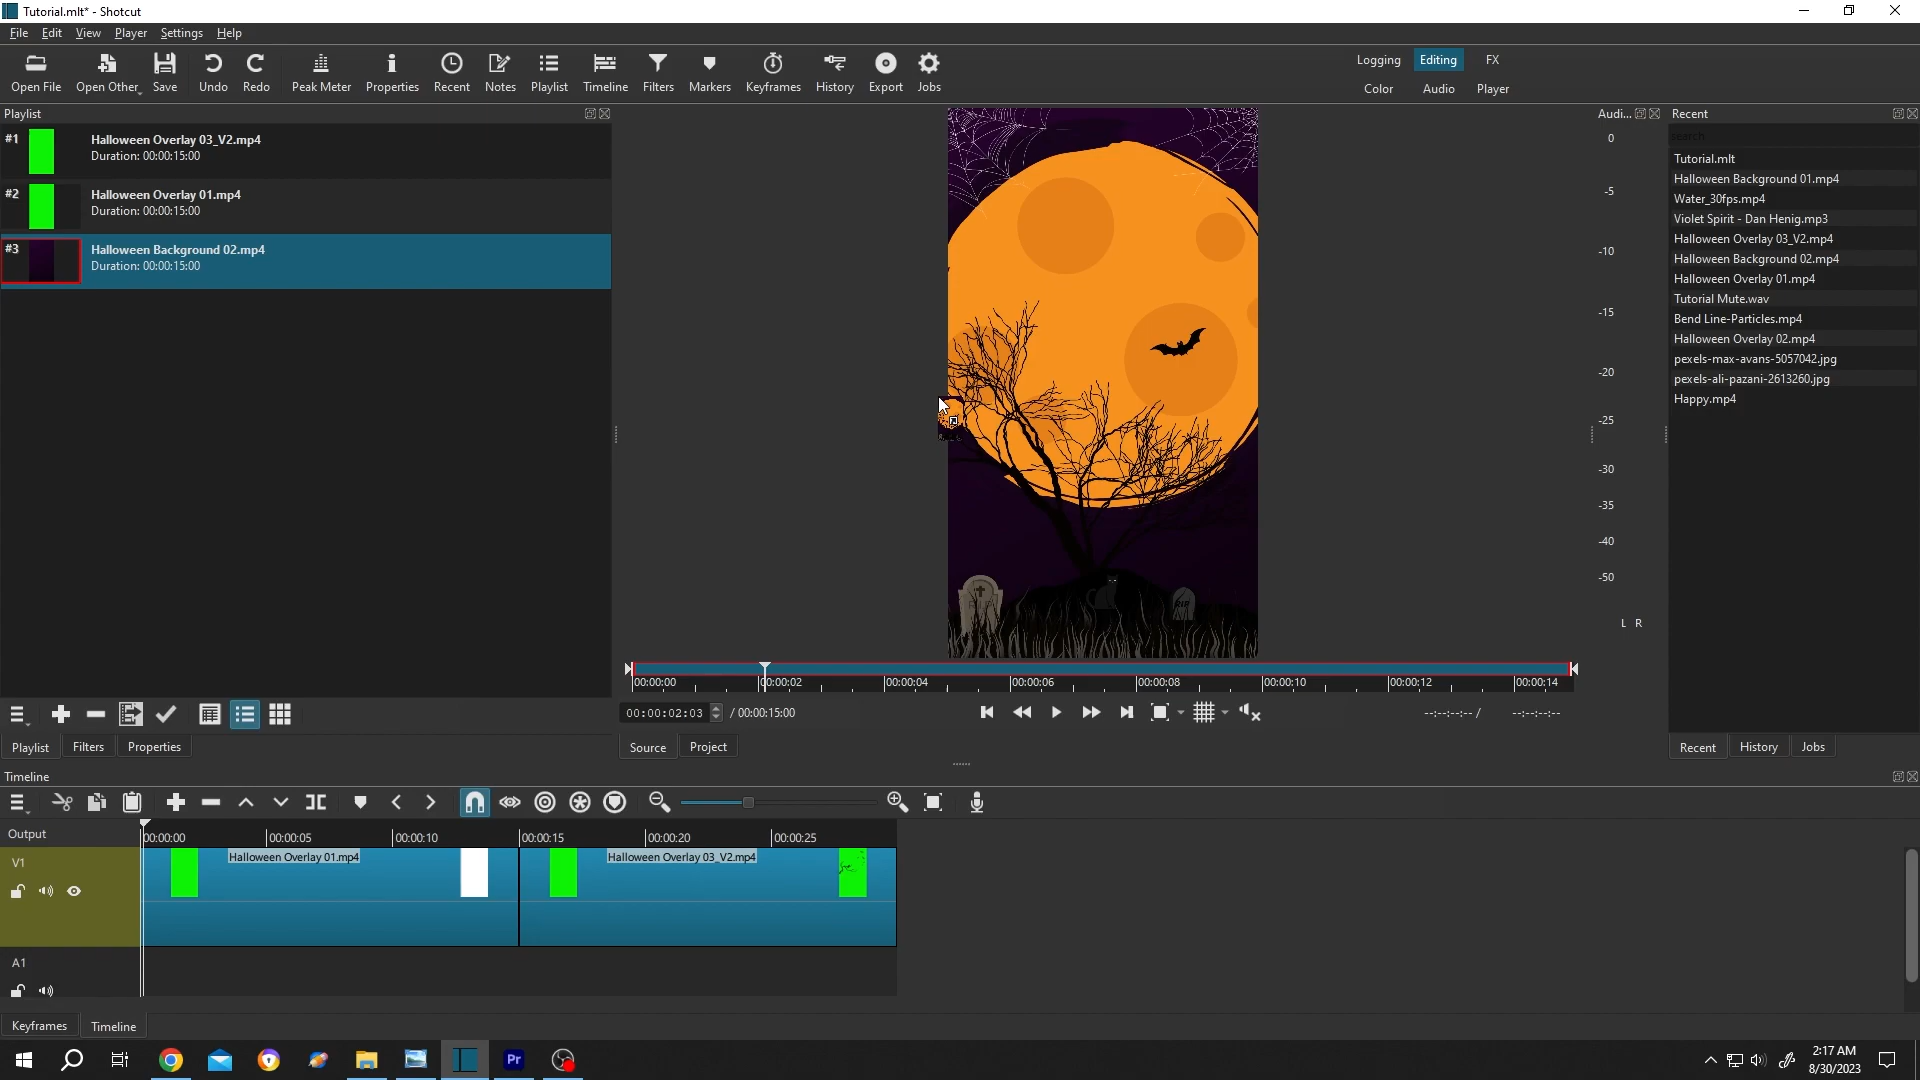 Tutorial.mlt* - Shotcut
File Edit View Player Settings Help
Open File Open Other Save Undo Redo Peak Meter Properties Recent Notes Playlist Timeline Filters Markers Keyframes History Export Jobs
Logging Editing FX
Color Audio Player
Playlist
#1 Halloween Overlay 03_V2.mp4
Duration: 00:00:15:00
#2 Halloween Overlay 01.mp4
Duration: 00:00:15:00
#3 Halloween Background 02.mp4
Duration: 00:00:15:00
Playlist Filters Properties
RIP
RIP
00:00:00 00:00:02 00:00:04 00:00:06 00:00:08 00:00:10 00:00:12 00:00:14
00:00:02:03 / 00:00:15:00 --:--:--:-- / --:--:--:--
Source Project
Audi...
0
-5
-10
-15
-20
-25
-30
-35
-40
-50
L R
Recent
search
Tutorial.mlt
Halloween Background 01.mp4
Water_30fps.mp4
Violet Spirit - Dan Henig.mp3
Halloween Overlay 03_V2.mp4
Halloween Background 02.mp4
Halloween Overlay 01.mp4
Tutorial Mute.wav
Bend Line-Particles.mp4
Halloween Overlay 02.mp4
pexels-max-avans-5057042.jpg
pexels-ali-pazani-2613260.jpg
Happy.mp4
Recent History Jobs
Timeline
Output 00:00:00 00:00:05 00:00:10 00:00:15 00:00:20 00:00:25
V1 Halloween Overlay 01.mp4 Halloween Overlay 03_V2.mp4
A1
Keyframes Timeline
Pr
2:17 AM
8/30/2023